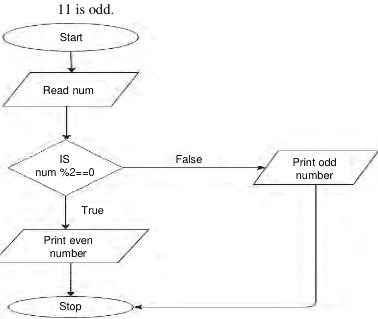 11 is odd.
Start
Read num
IS
num %2==0
False
Print odd
number
True
Print even
number
Stop